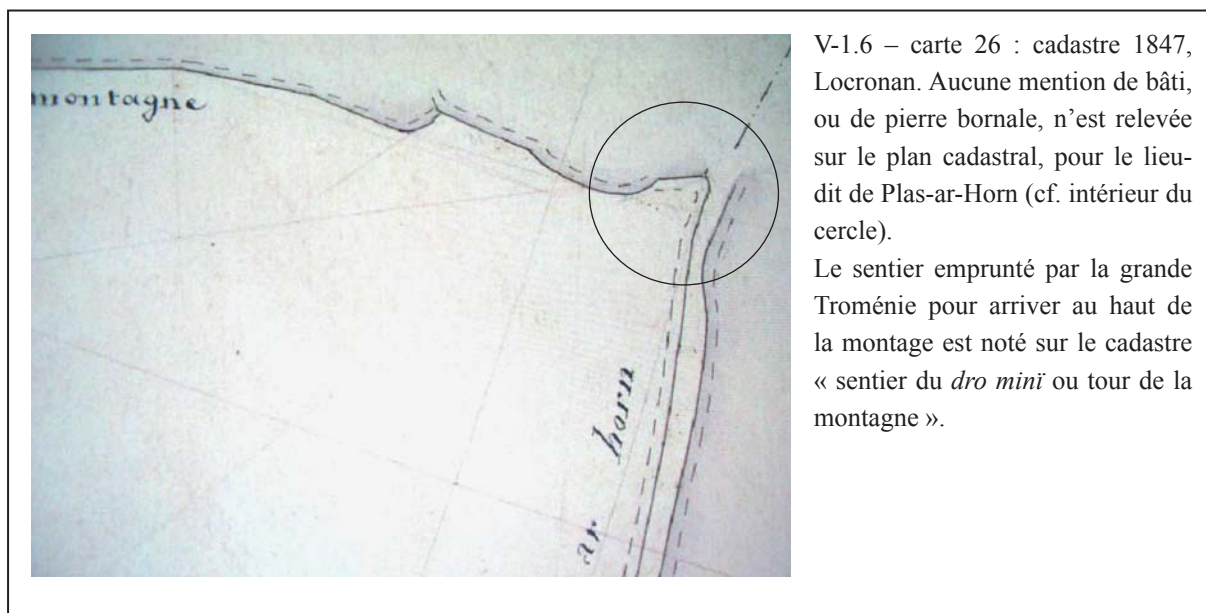 montagne
ar horn
V-1.6 – carte 26 : cadastre 1847,
Locronan. Aucune mention de bâti,
ou de pierre bornale, n’est relevée
sur le plan cadastral, pour le lieu-
dit de Plas-ar-Horn (cf. intérieur du
cercle).
Le sentier emprunté par la grande
Troménie pour arriver au haut de
la montage est noté sur le cadastre
« sentier du dro minï ou tour de la
montagne ».